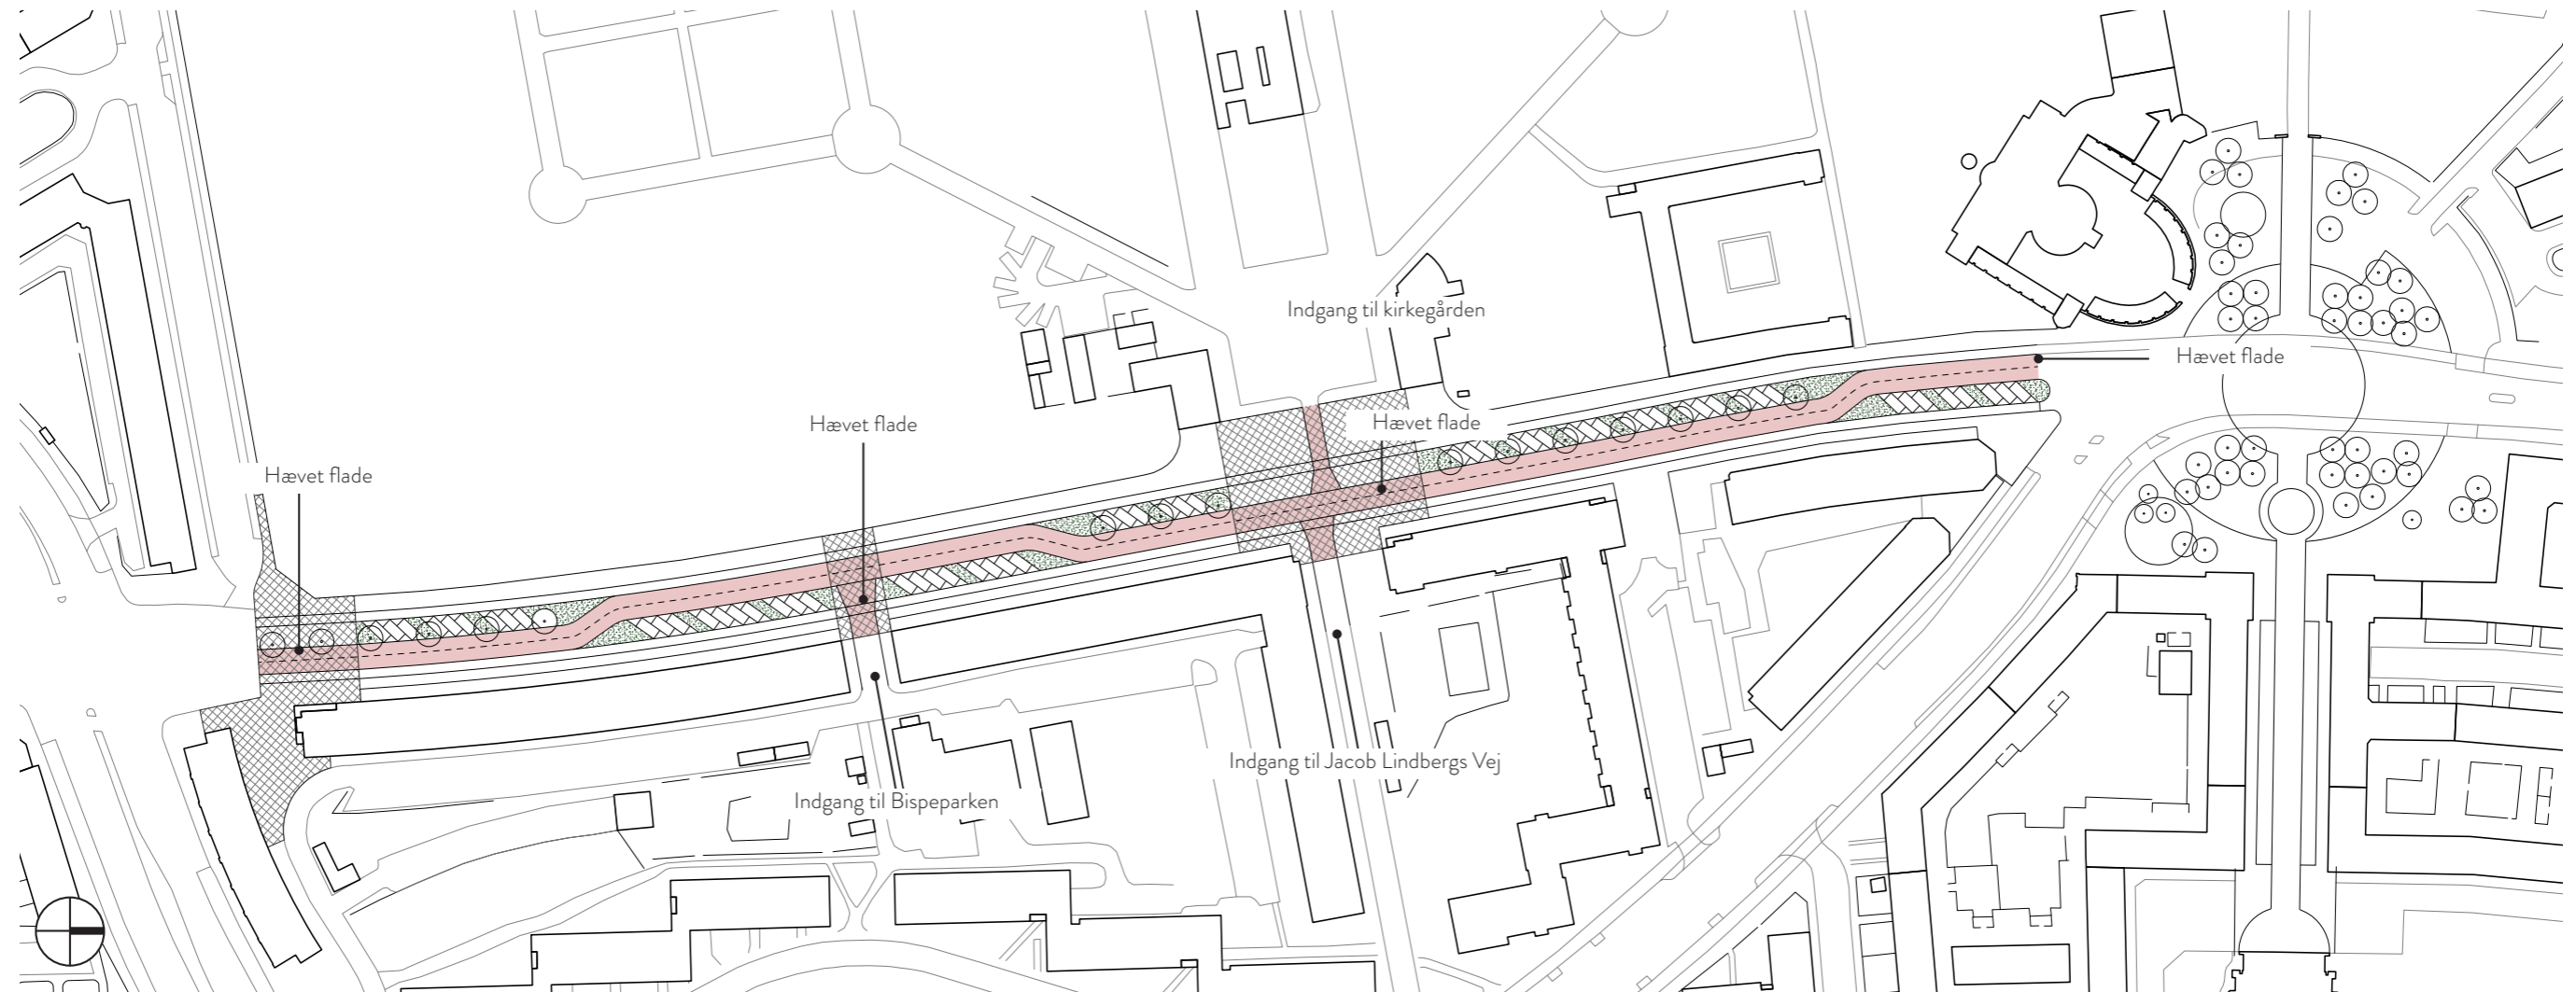 Indgang til kirkegården
Hævet flade
Hævet flade
Hævet flade
Hævet flade
Indgang til Jacob Lindbergs Vej
Indgang til Bispeparken